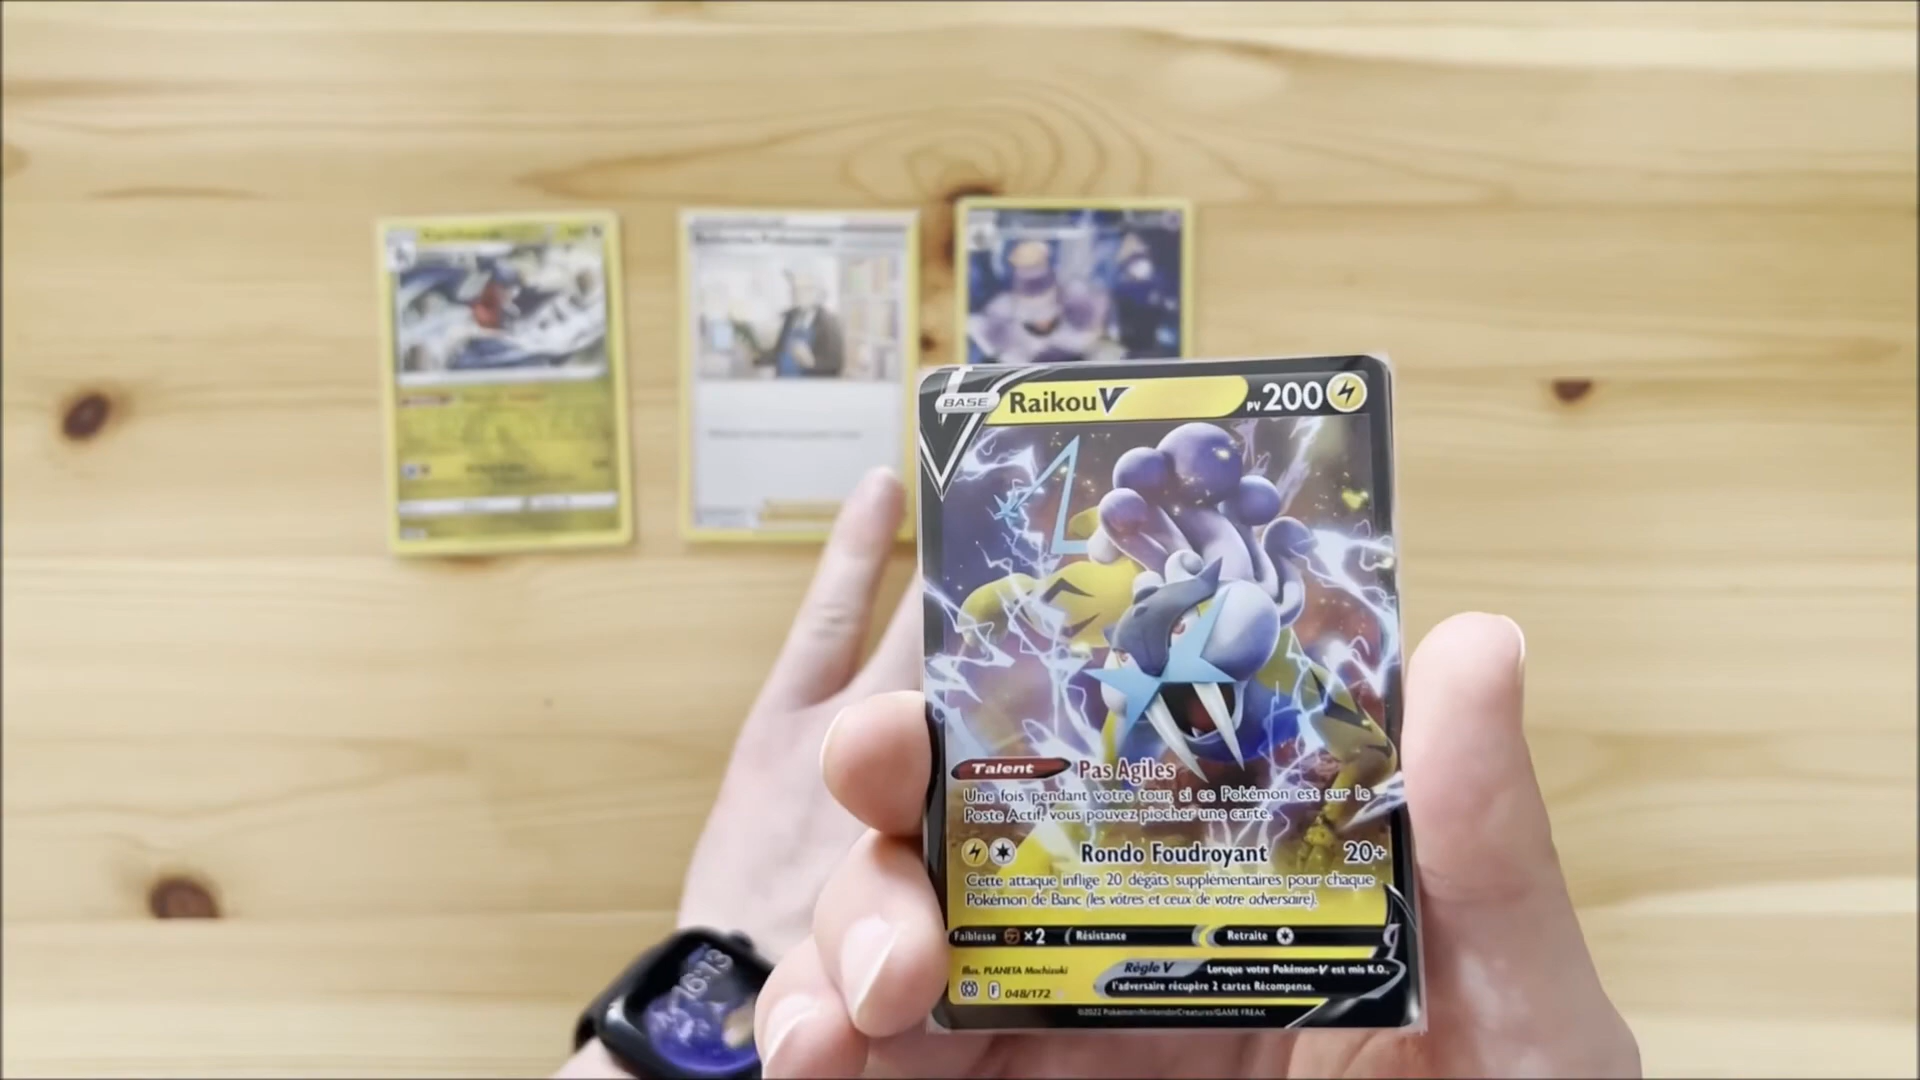 BASE
RaikouV
PV 200
Talent Pas Agiles
Une fois pendant votre tour, si ce Pokémon est sur le
Poste Actif, vous pouvez piocher une carte.
Rondo Foudroyant 20+
Cette attaque inflige 20 dégâts supplémentaires pour chaque
Pokémon de Banc (les vôtres et ceux de votre adversaire).
Faiblesse ×2 Résistance Retraite
Illus. PLANETA Mochizuki
Règle V Lorsque votre Pokémon-V est mis K.O.,
l'adversaire récupère 2 cartes Récompense.
F 048/172
©2022 Pokémon/Nintendo/Creatures/GAME FREAK
16:13